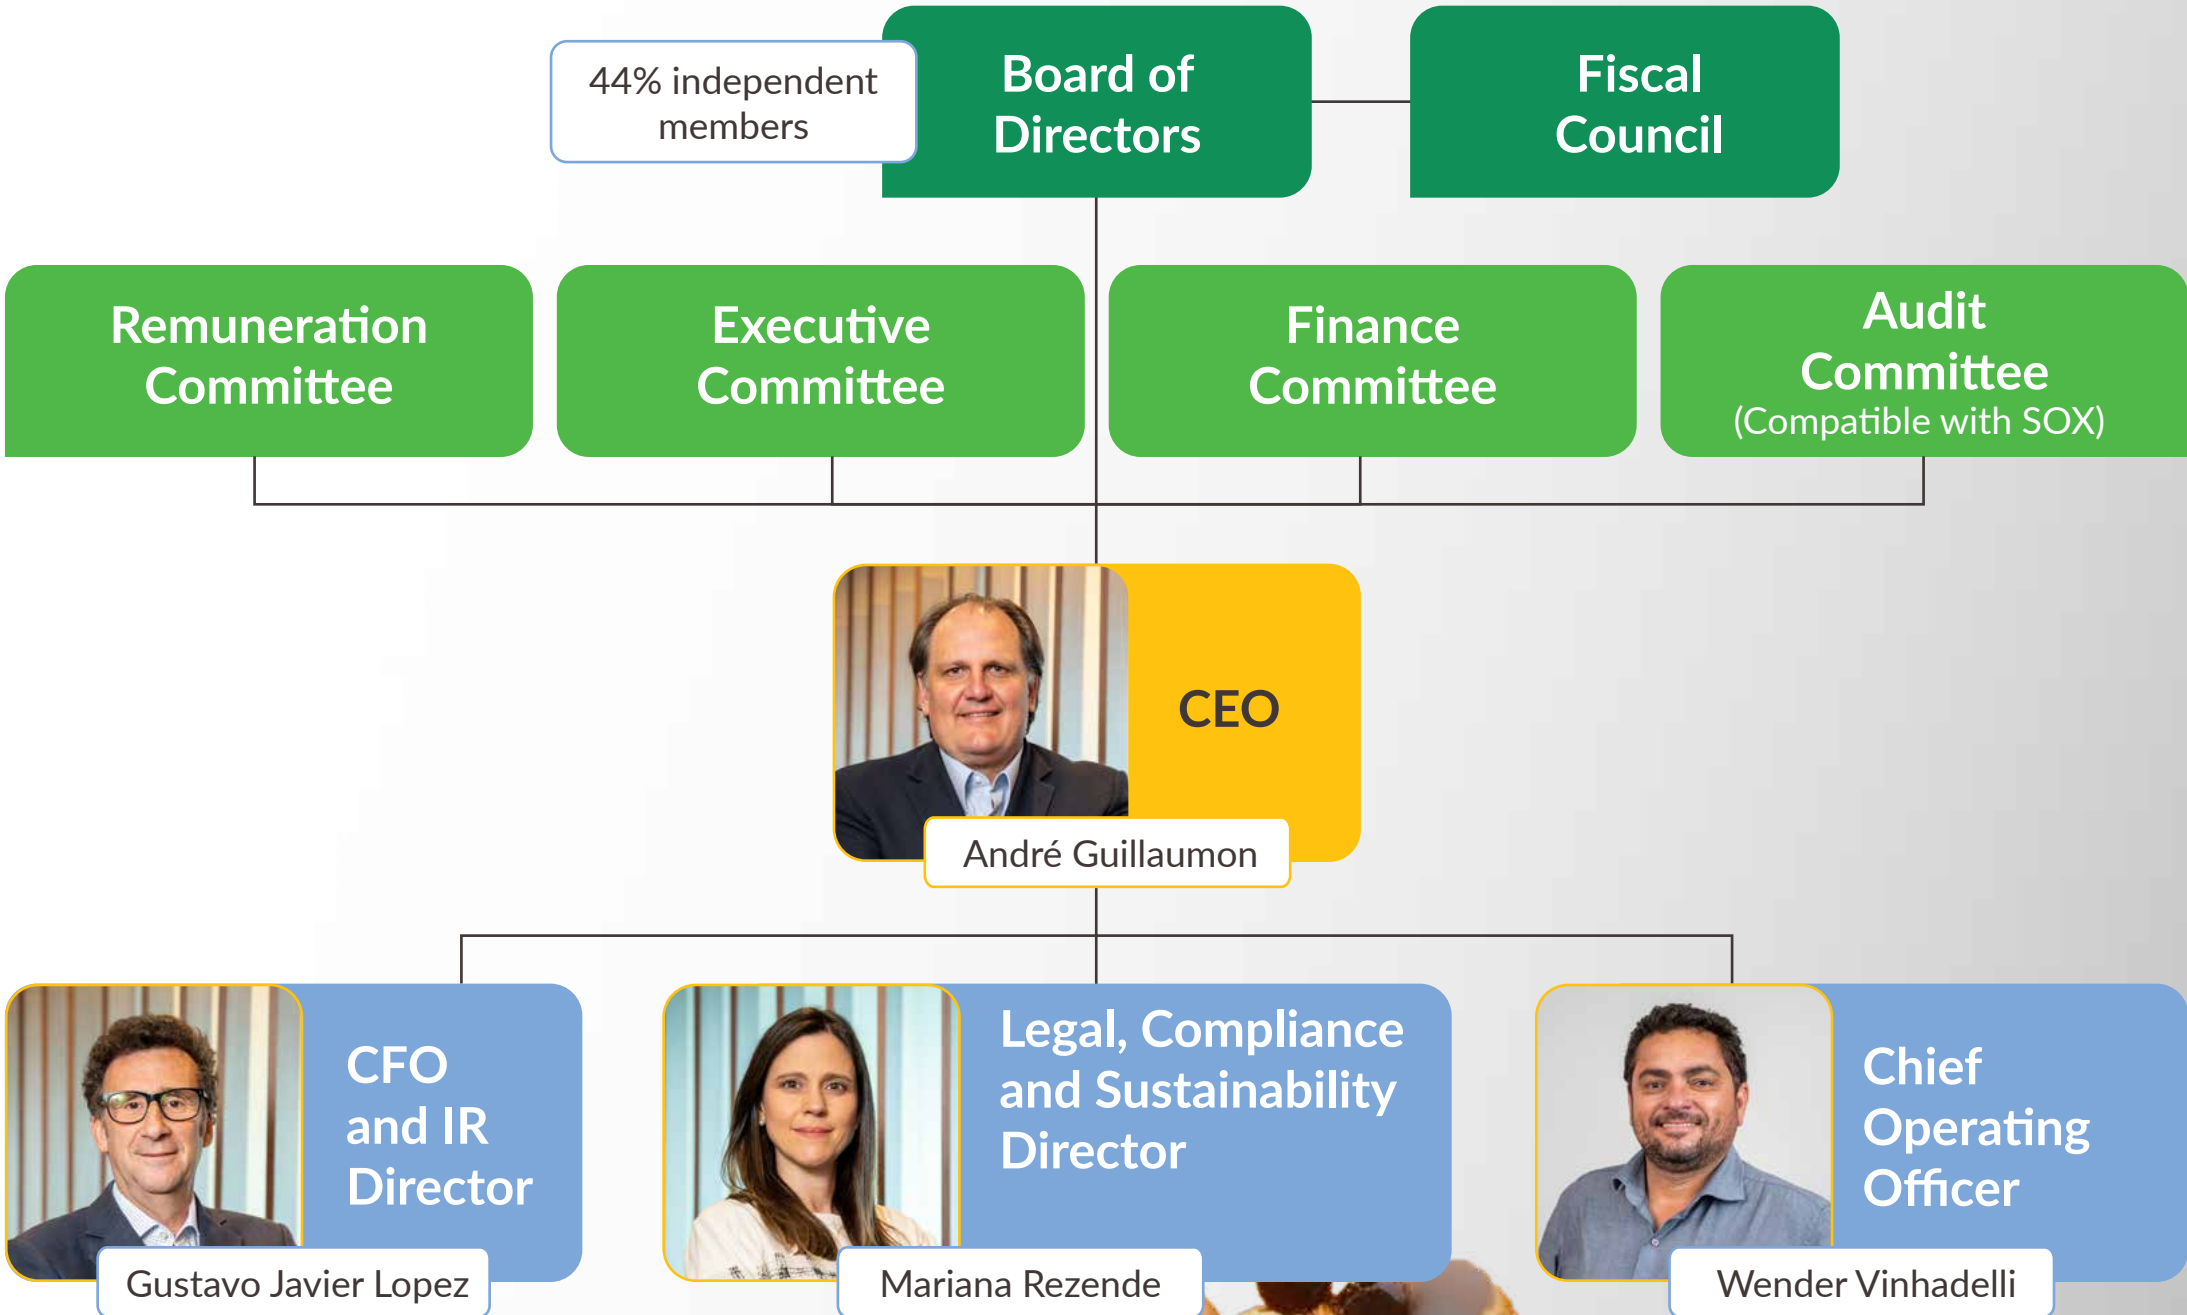 44% independent
members
Board of
Directors
Fiscal
Council
Remuneration
Committee
Executive
Committee
Finance
Committee
Audit
Committee
(Compatible with SOX)
CEO
André Guillaumon
CFO
and IR
Director
Gustavo Javier Lopez
Legal, Compliance
and Sustainability
Director
Mariana Rezende
Chief
Operating
Officer
Wender Vinhadelli